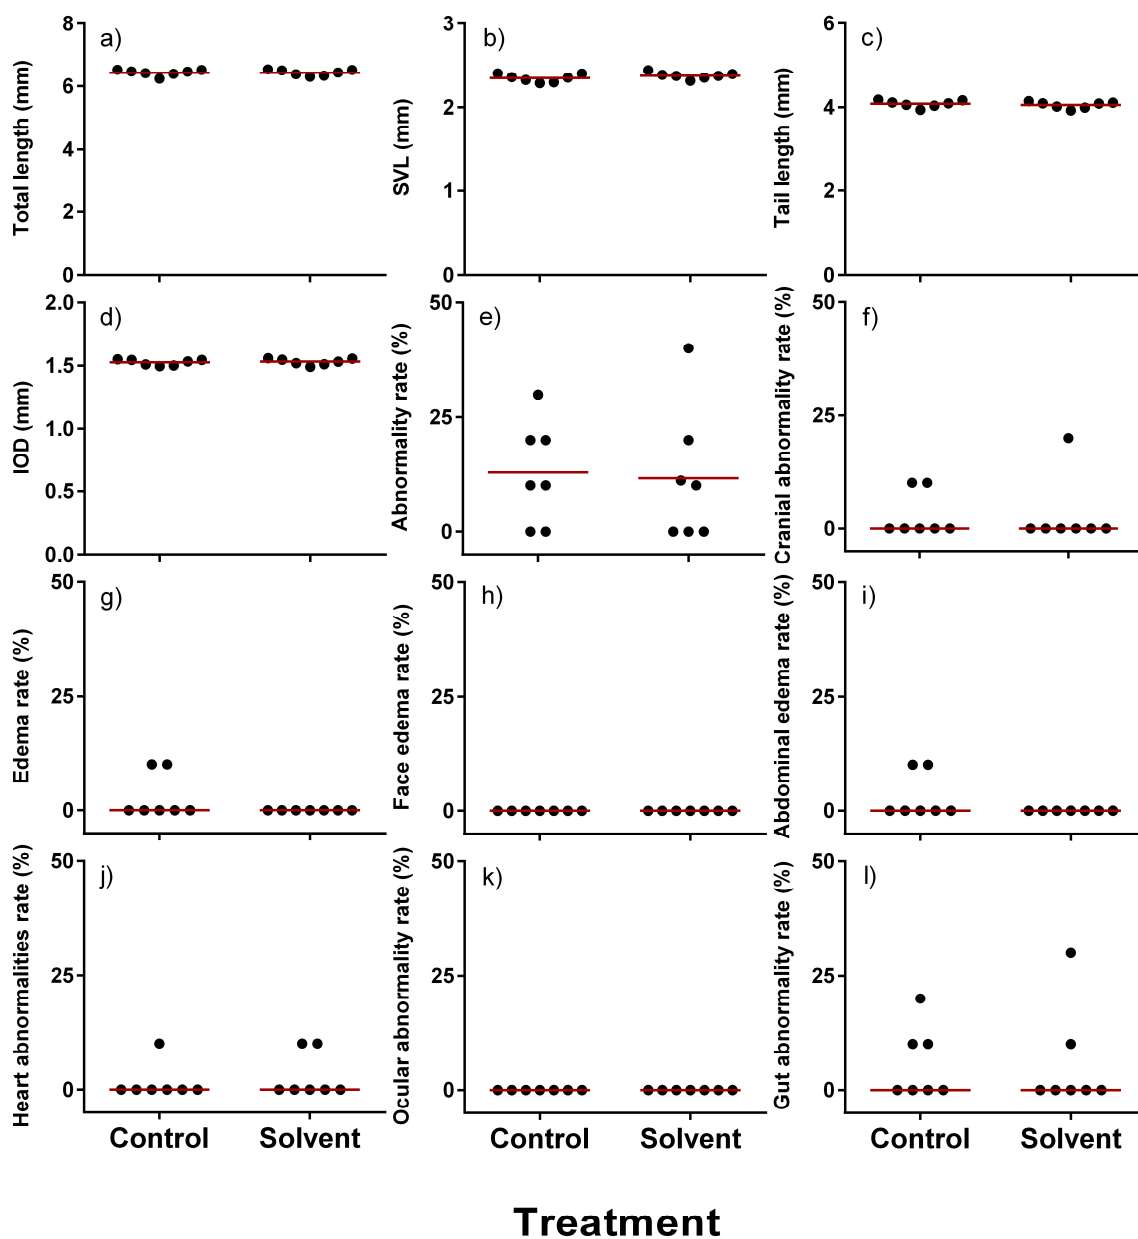 a)
Total length (mm)
8
6
4
2
0
b)
SVL (mm)
3
2
1
0
c)
Tail length (mm)
6
4
2
0
d)
IOD (mm)
2.0
1.5
1.0
0.5
0.0
e)
Abnormality rate (%)
50
25
0
f)
Cranial abnormality rate (%)
50
25
0
g)
Edema rate (%)
50
25
0
h)
Face edema rate (%)
50
25
0
i)
Abdominal edema rate (%)
50
25
0
j)
Heart abnormalities rate (%)
50
25
0
Control Solvent
k)
Ocular abnormality rate (%)
50
25
0
Control Solvent
l)
Gut abnormality rate (%)
50
25
0
Control Solvent
Treatment